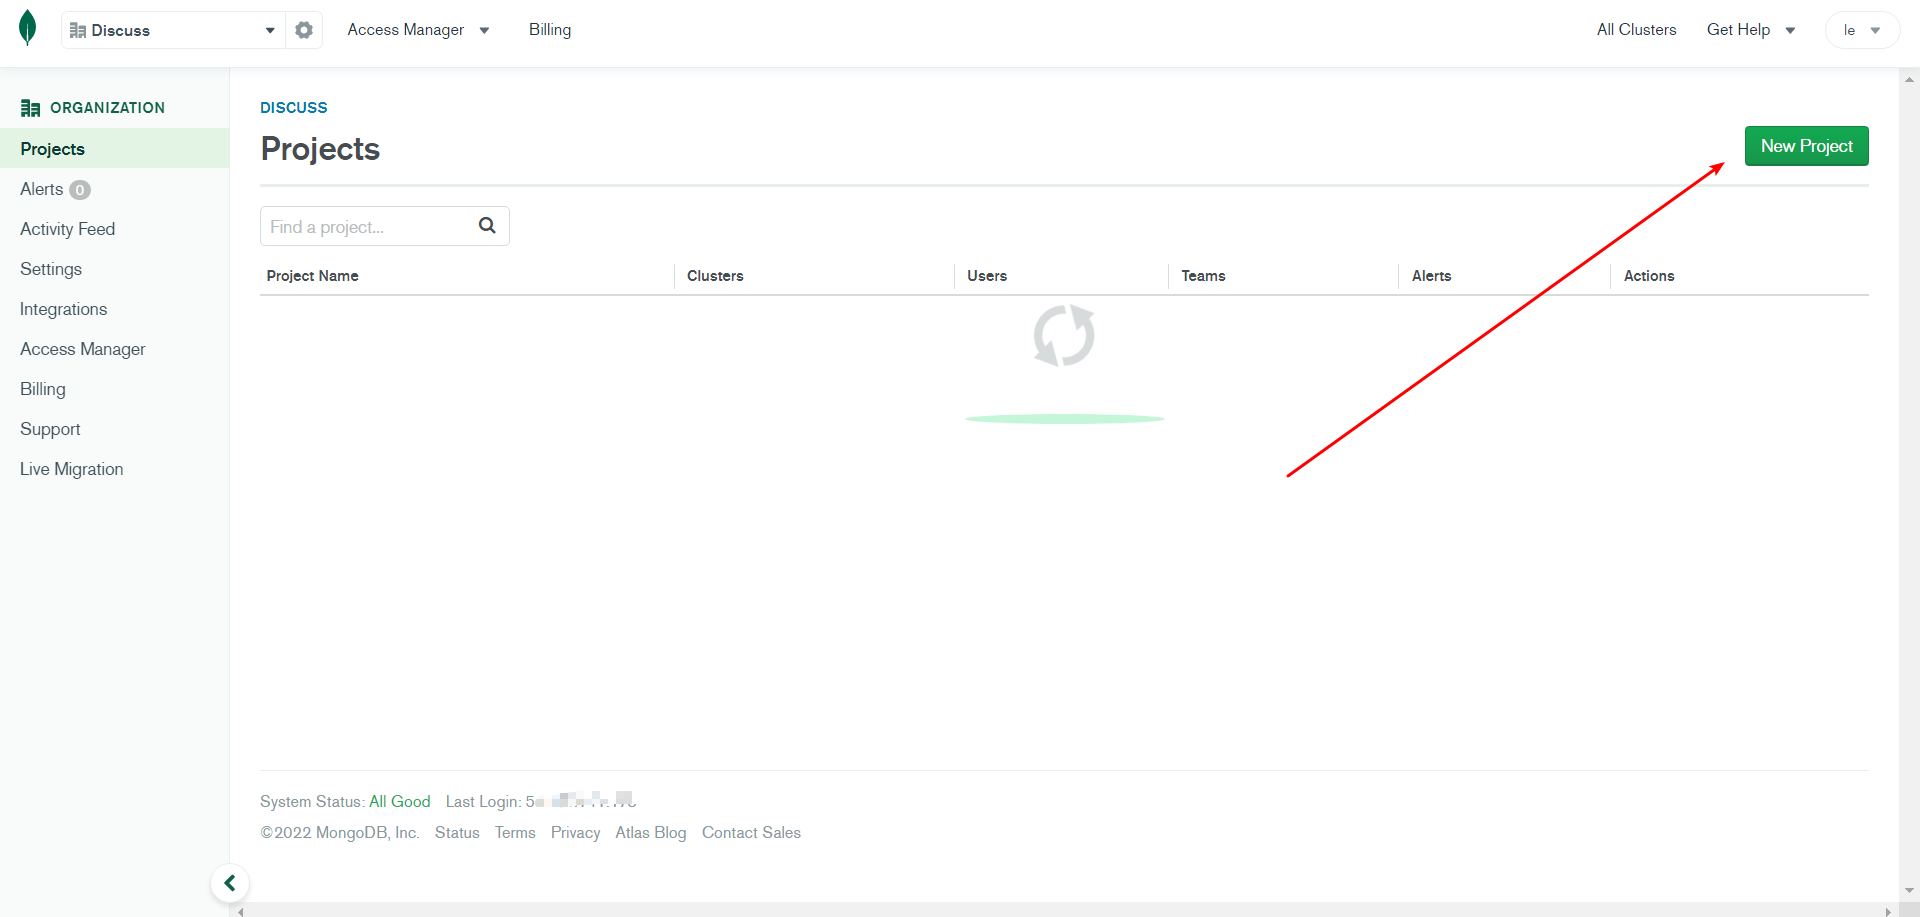 Discuss Access Manager Billing All Clusters Get Help le
ORGANIZATION
Projects
Alerts 0
Activity Feed
Settings
Integrations
Access Manager
Billing
Support
Live Migration
DISCUSS
Projects
New Project
Find a project...
Project Name Clusters Users Teams Alerts Actions
System Status: All Good Last Login:
©2022 MongoDB, Inc. Status Terms Privacy Atlas Blog Contact Sales